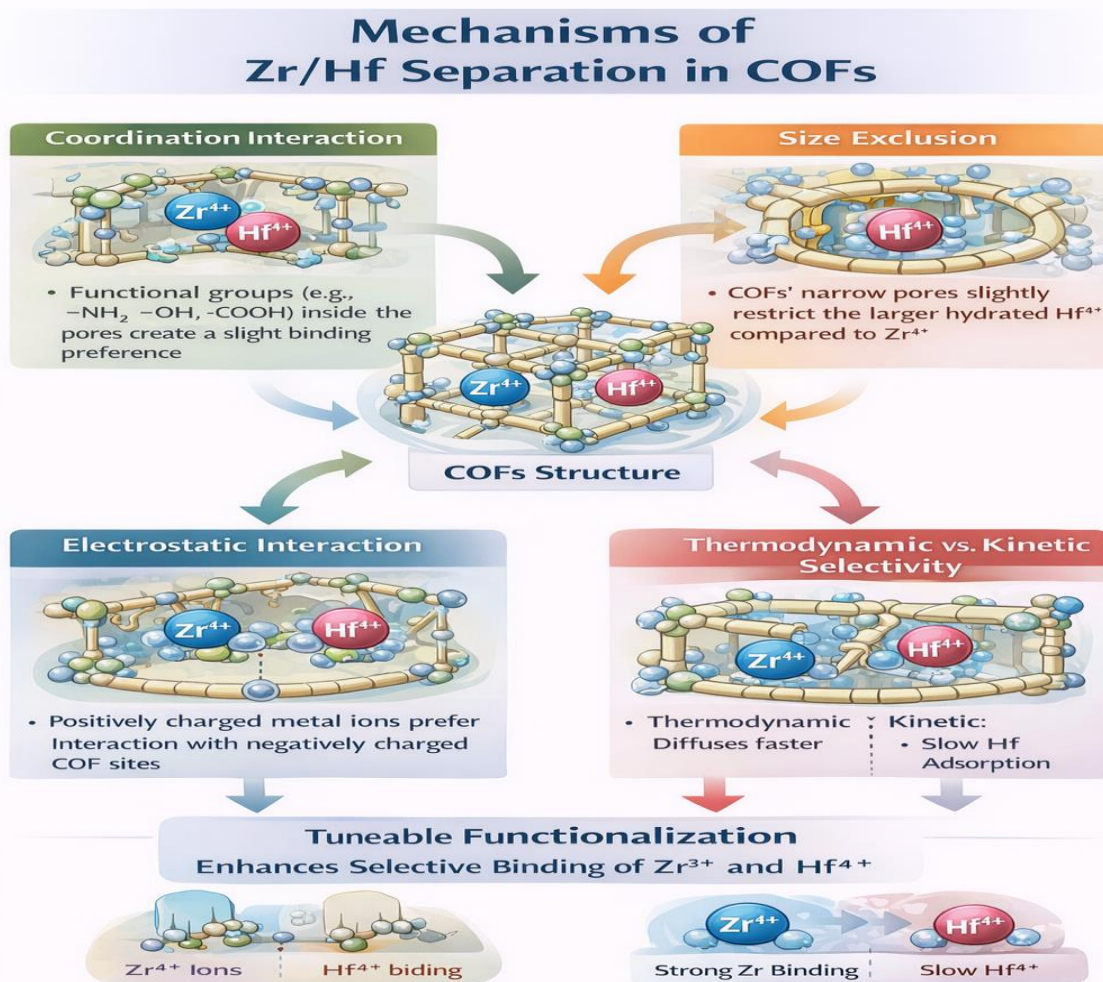 Mechanisms of
Zr/Hf Separation in COFs
Coordination Interaction
Zr⁴⁺
Hf⁴⁺
• Functional groups (e.g.,
–NH₂ –OH, -COOH) inside the
pores create a slight binding
preference
Size Exclusion
Hf⁴⁺
• COFs' narrow pores slightly
restrict the larger hydrated Hf⁴⁺
compared to Zr⁴⁺
Zr⁴⁺
Hf⁴⁺
COFs Structure
Electrostatic Interaction
Zr⁴⁺
Hf⁴⁺
• Positively charged metal ions prefer
Interaction with negatively charged
COF sites
Thermodynamic vs. Kinetic
Selectivity
Zr⁴⁺
Hf⁴⁺
• Thermodynamic
Diffuses faster
Kinetic:
• Slow Hf
Adsorption
Tuneable Functionalization
Enhances Selective Binding of Zr³⁺ and Hf⁴⁺
Zr⁴⁺ Ions
Hf⁴⁺ biding
Zr⁴⁺
Hf⁴⁺
Strong Zr Binding
Slow Hf⁴⁺